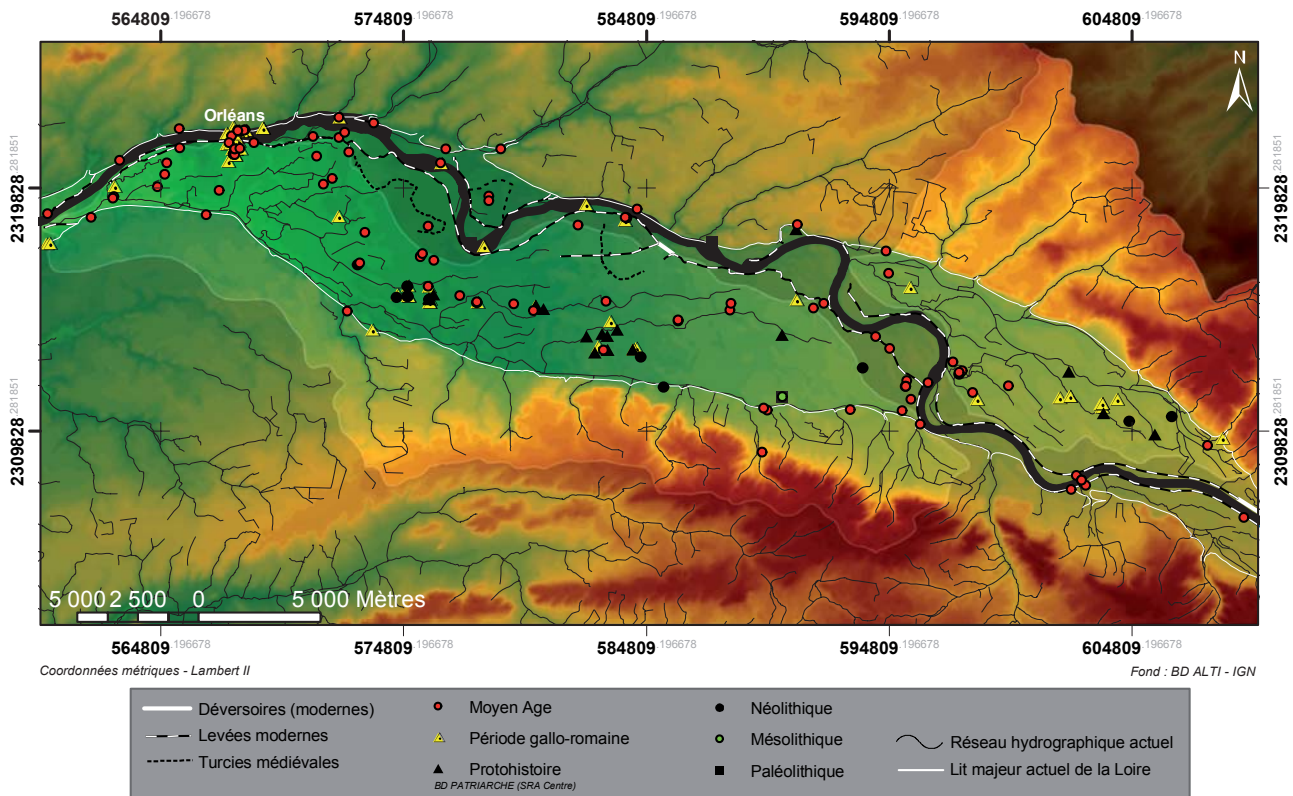 564809.196678 574809.196678 584809.196678 594809.196678 604809.196678
N
Orléans
2319828.281851 2319828.281851
2309828.281851 2309828.281851
5 000 2 500 0 5 000 Mètres
564809.196678 574809.196678 584809.196678 594809.196678 604809.196678
Coordonnées métriques - Lambert II Fond : BD ALTI - IGN
Déversoires (modernes) Moyen Age Néolithique
Levées modernes Période gallo-romaine Mésolithique Réseau hydrographique actuel
Turcies médiévales Protohistoire Paléolithique Lit majeur actuel de la Loire
BD PATRIARCHE (SRA Centre)